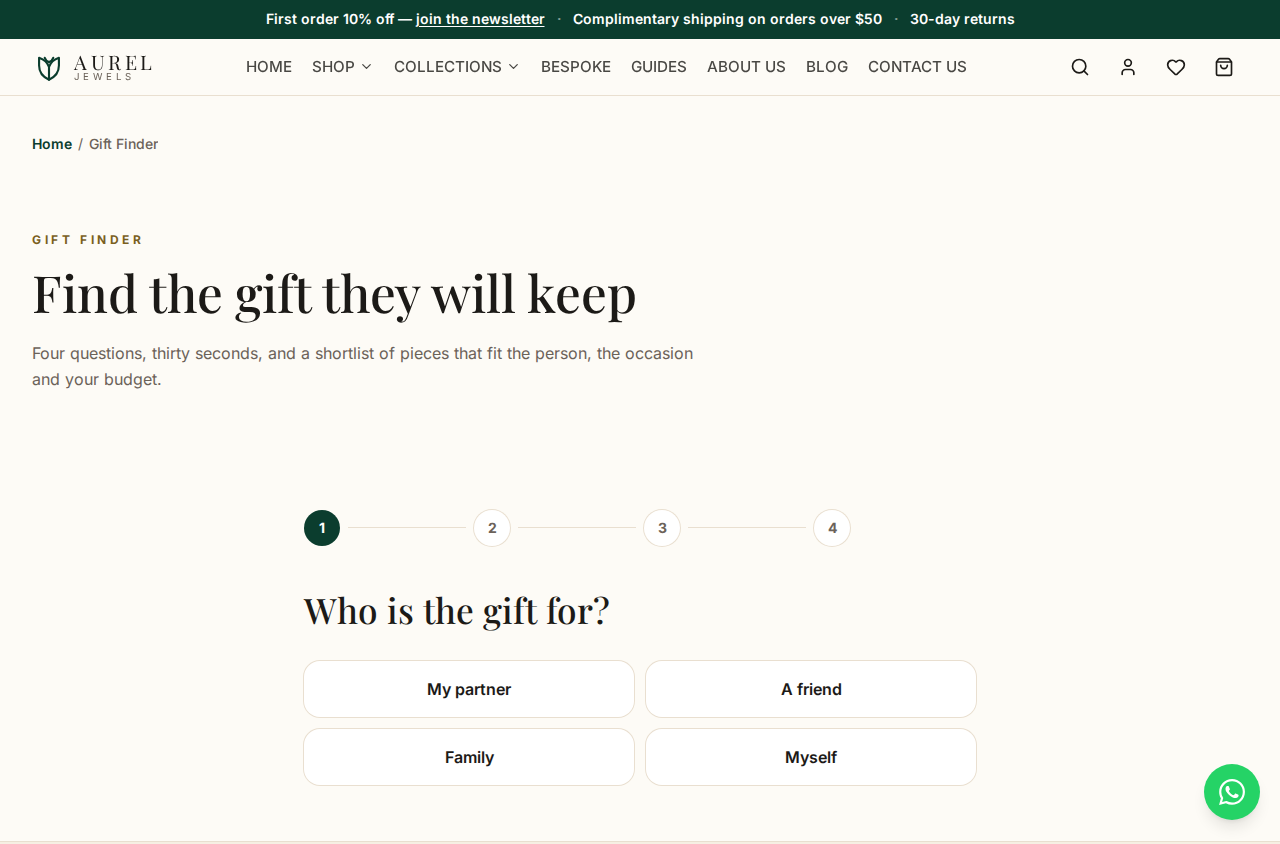 First order 10% off — join the newsletter · Complimentary shipping on orders over $50 · 30-day returns
AUREL
JEWELS
HOME SHOP COLLECTIONS BESPOKE GUIDES ABOUT US BLOG CONTACT US
Home / Gift Finder
GIFT FINDER
Find the gift they will keep
Four questions, thirty seconds, and a shortlist of pieces that fit the person, the occasion
and your budget.
1 2 3 4
Who is the gift for?
My partner A friend
Family Myself